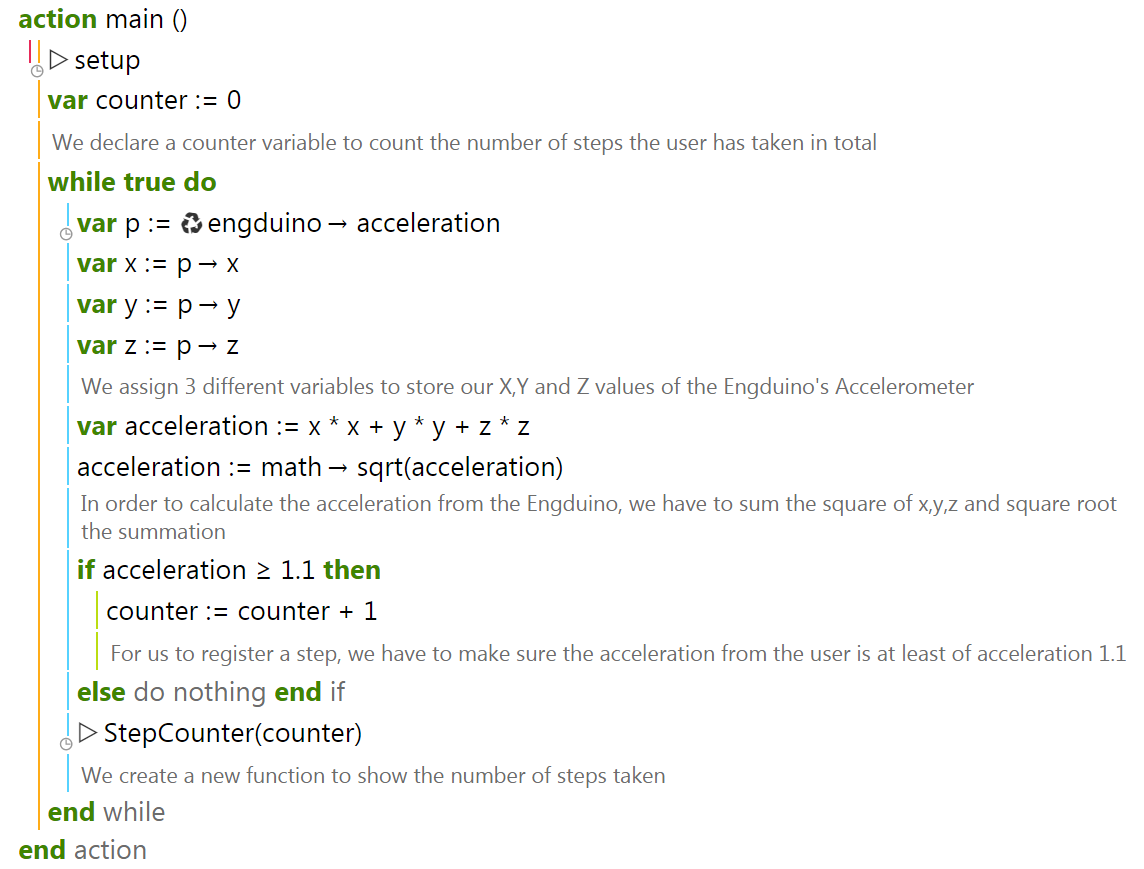 action main ()
▷ setup
var counter := 0
We declare a counter variable to count the number of steps the user has taken in total
while true do
var p := ♻ engduino → acceleration
var x := p → x
var y := p → y
var z := p → z
We assign 3 different variables to store our X,Y and Z values of the Engduino's Accelerometer
var acceleration := x * x + y * y + z * z
acceleration := math → sqrt(acceleration)
In order to calculate the acceleration from the Engduino, we have to sum the square of x,y,z and square root
the summation
if acceleration ≥ 1.1 then
counter := counter + 1
For us to register a step, we have to make sure the acceleration from the user is at least of acceleration 1.1
else do nothing end if
▷ StepCounter(counter)
We create a new function to show the number of steps taken
end while
end action